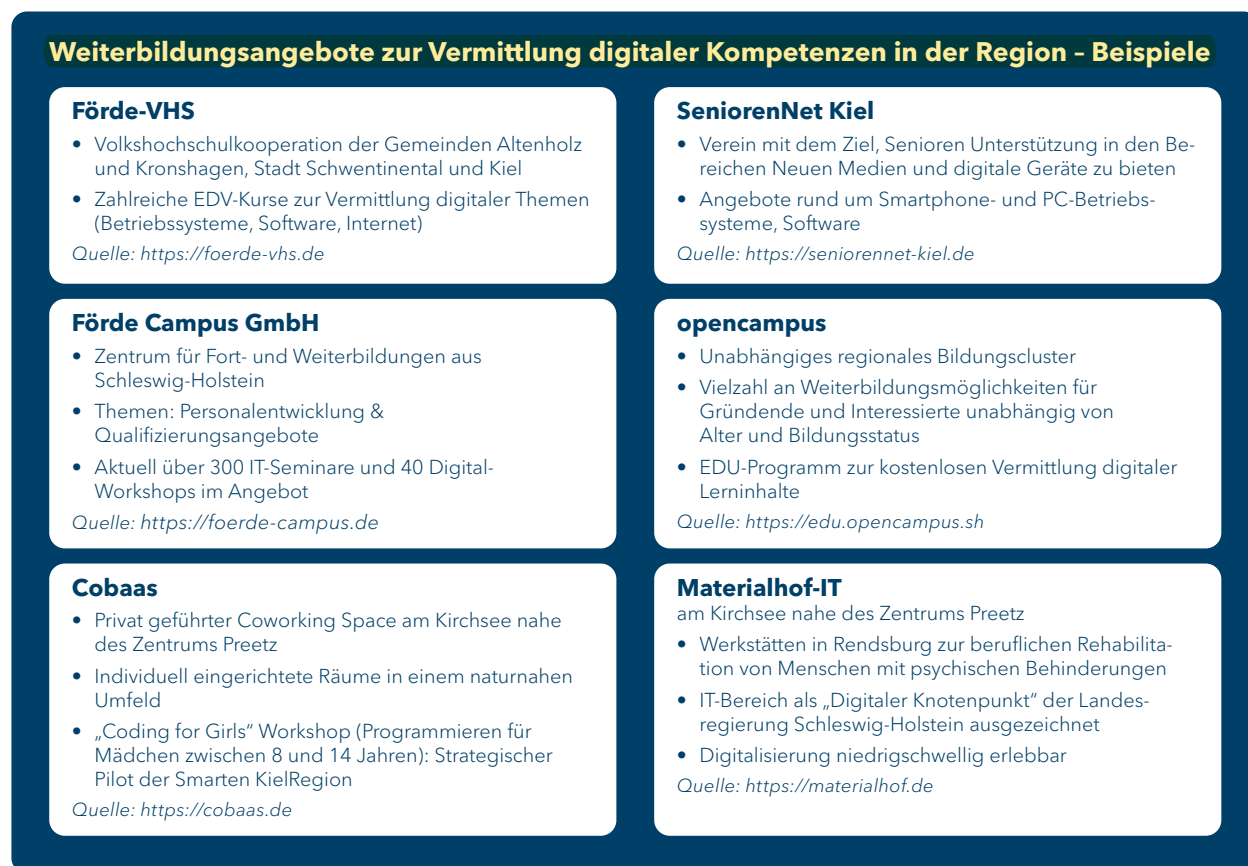 Weiterbildungsangebote zur Vermittlung digitaler Kompetenzen in der Region – Beispiele
Förde-VHS
• Volkshochschulkooperation der Gemeinden Altenholz
und Kronshagen, Stadt Schwentinental und Kiel
• Zahlreiche EDV-Kurse zur Vermittlung digitaler Themen
(Betriebssysteme, Software, Internet)
Quelle: https://foerde-vhs.de
SeniorenNet Kiel
• Verein mit dem Ziel, Senioren Unterstützung in den Be-
reichen Neuen Medien und digitale Geräte zu bieten
• Angebote rund um Smartphone- und PC-Betriebs-
systeme, Software
Quelle: https://seniorennet-kiel.de
Förde Campus GmbH
• Zentrum für Fort- und Weiterbildungen aus
Schleswig-Holstein
• Themen: Personalentwicklung &
Qualifizierungsangebote
• Aktuell über 300 IT-Seminare und 40 Digital-
Workshops im Angebot
Quelle: https://foerde-campus.de
opencampus
• Unabhängiges regionales Bildungscluster
• Vielzahl an Weiterbildungsmöglichkeiten für
Gründende und Interessierte unabhängig von
Alter und Bildungsstatus
• EDU-Programm zur kostenlosen Vermittlung digitaler
Lerninhalte
Quelle: https://edu.opencampus.sh
Cobaas
• Privat geführter Coworking Space am Kirchsee nahe
des Zentrums Preetz
• Individuell eingerichtete Räume in einem naturnahen
Umfeld
• „Coding for Girls“ Workshop (Programmieren für
Mädchen zwischen 8 und 14 Jahren): Strategischer
Pilot der Smarten KielRegion
Quelle: https://cobaas.de
Materialhof-IT
am Kirchsee nahe des Zentrums Preetz
• Werkstätten in Rendsburg zur beruflichen Rehabilita-
tion von Menschen mit psychischen Behinderungen
• IT-Bereich als „Digitaler Knotenpunkt“ der Landes-
regierung Schleswig-Holstein ausgezeichnet
• Digitalisierung niedrigschwellig erlebbar
Quelle: https://materialhof.de